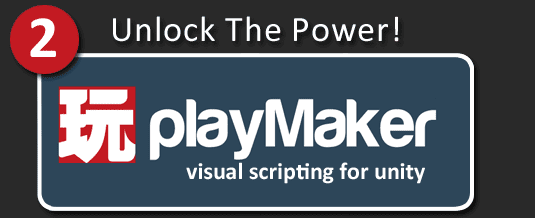 2
Unlock The Power!
玩 playMaker
visual scripting for unity